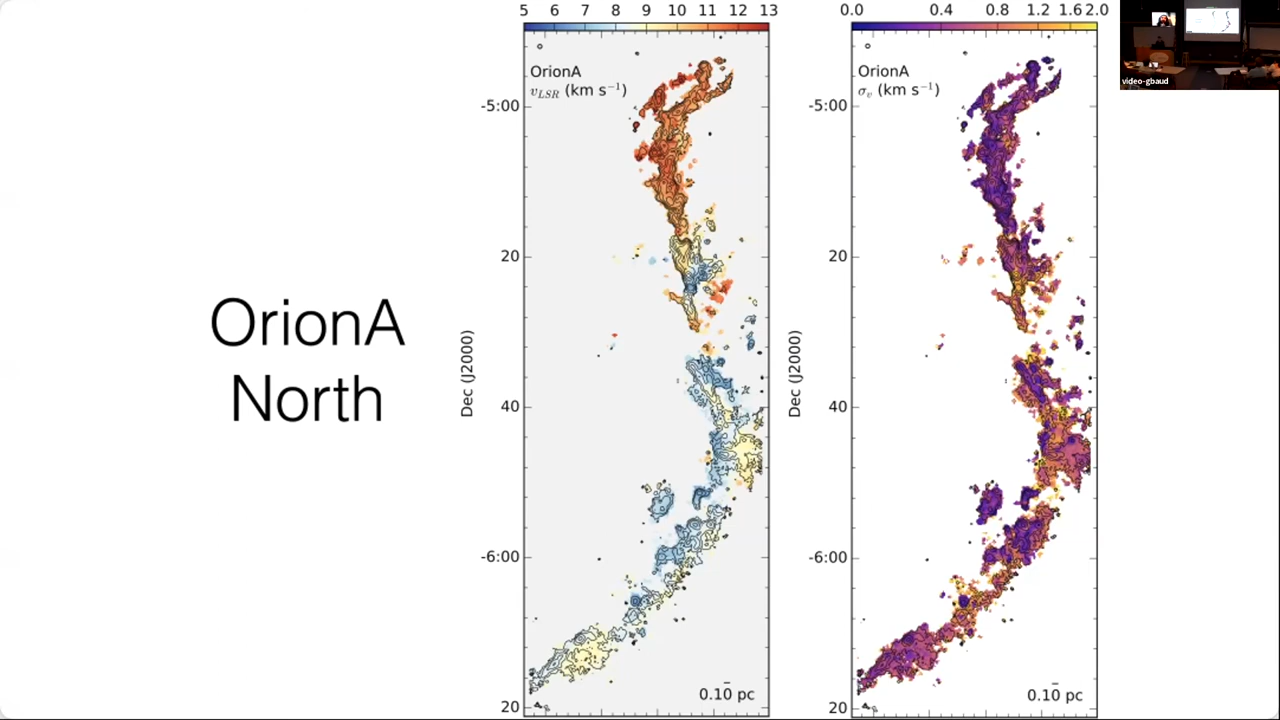 OrionA
North
5 6 7 8 9 10 11 12 13
OrionA
v_LSR (km s⁻¹)
-5:00
20
40
-6:00
20
Dec (J2000)
0.10 pc
0.0 0.4 0.8 1.2 1.6 2.0
OrionA
σ_v (km s⁻¹)
-5:00
20
40
-6:00
20
Dec (J2000)
0.10 pc
video-gbaud